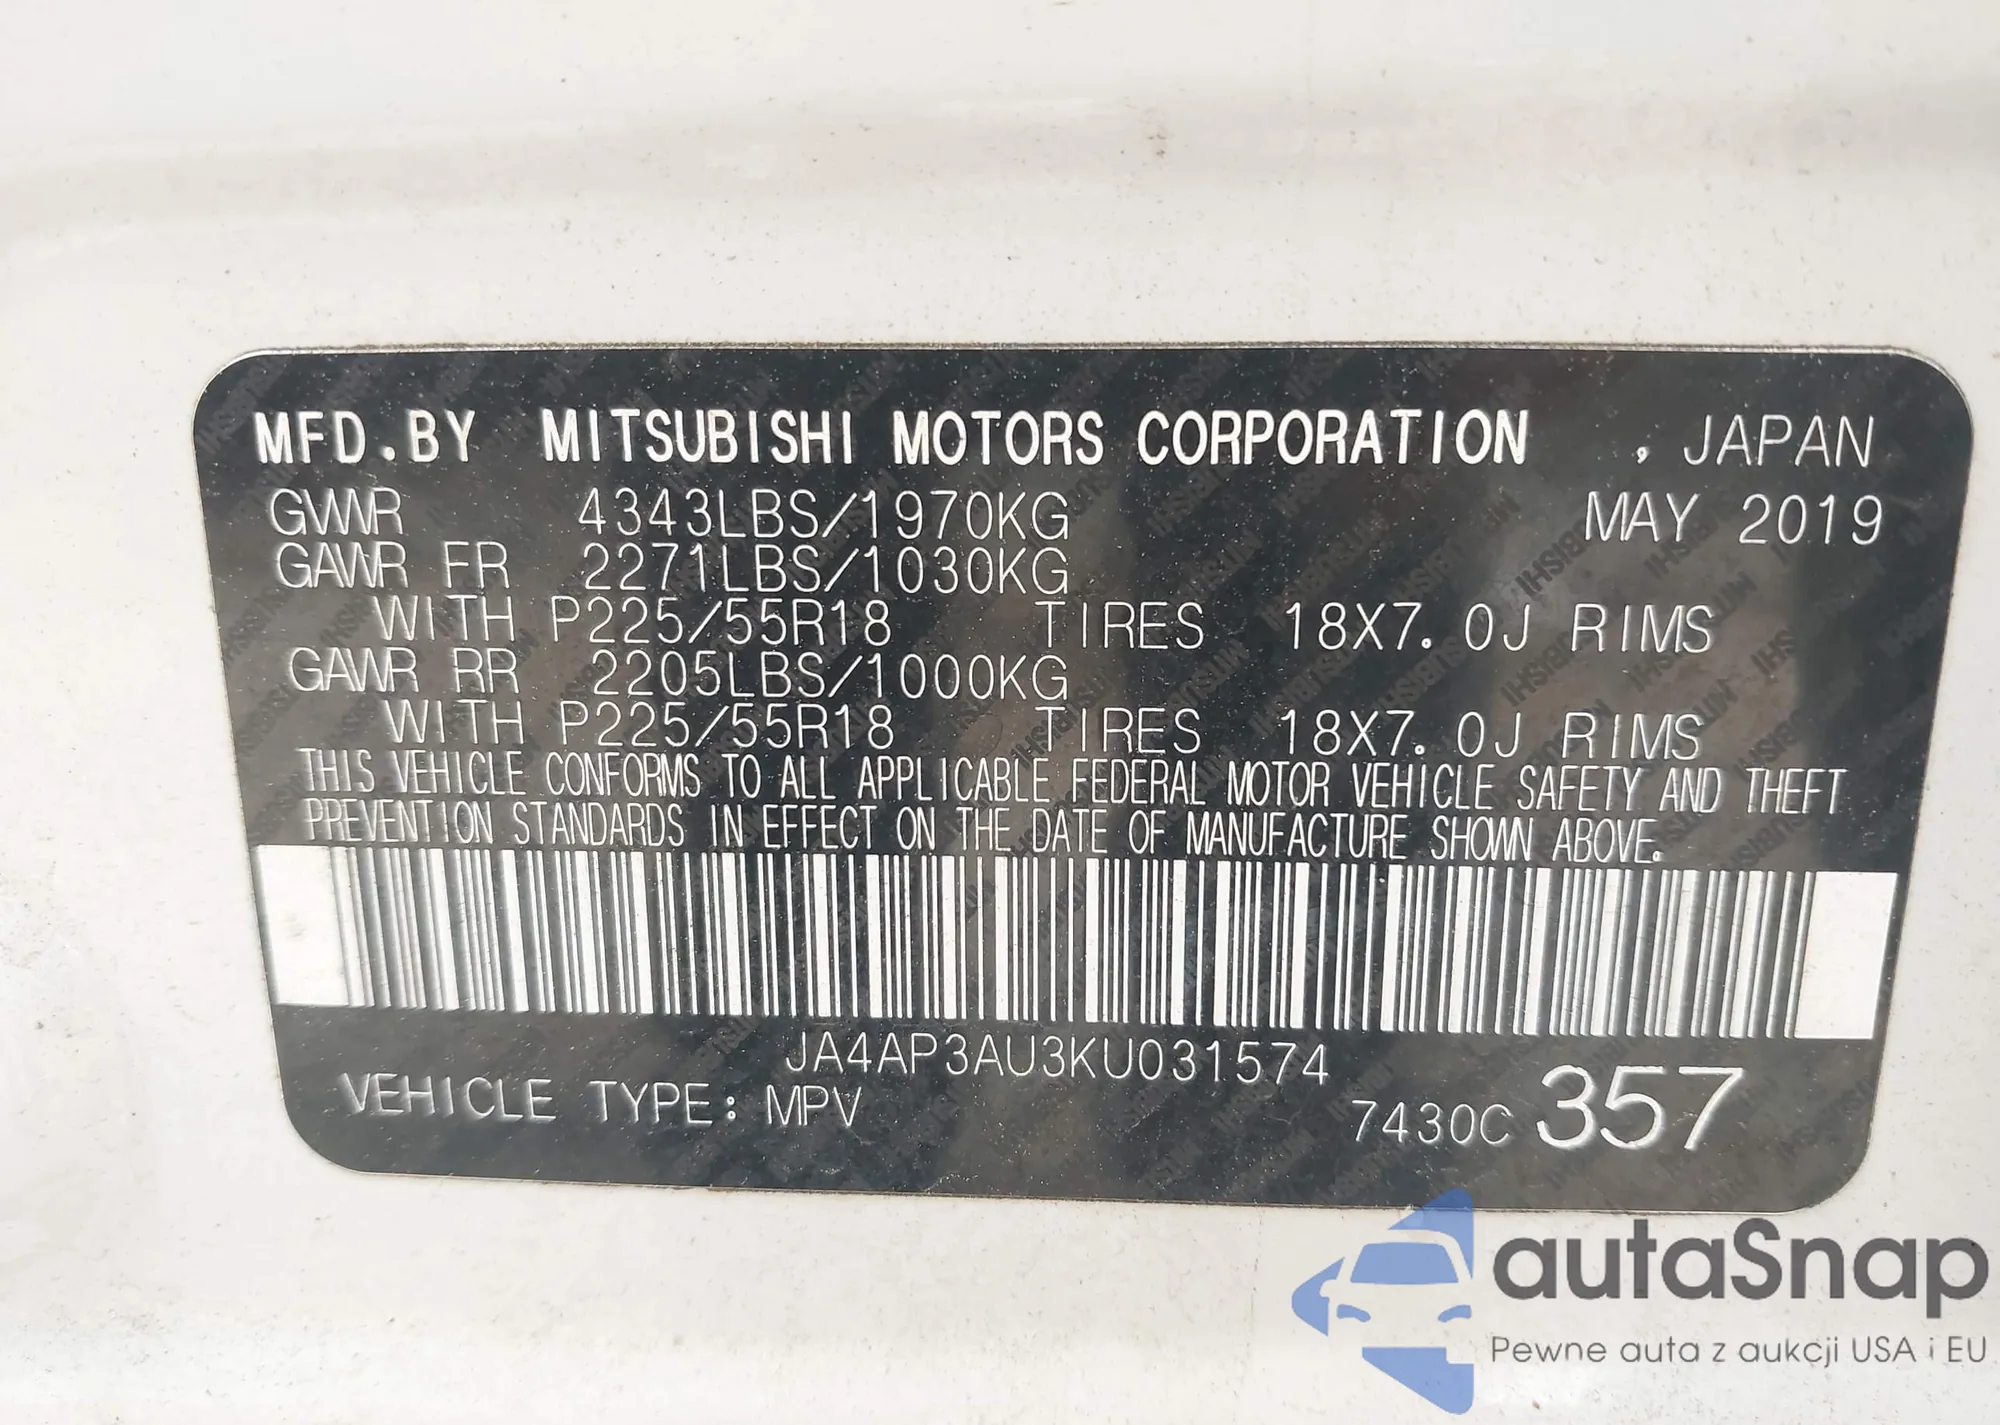 MFD.BY MITSUBISHI MOTORS CORPORATION , JAPAN
GVWR 4343LBS/1970KG MAY 2019
GAWR FR 2271LBS/1030KG
WITH P225/55R18 TIRES 18X7.0J RIMS
GAWR RR 2205LBS/1000KG
WITH P225/55R18 TIRES 18X7.0J RIMS
THIS VEHICLE CONFORMS TO ALL APPLICABLE FEDERAL MOTOR VEHICLE SAFETY AND THEFT
PREVENTION STANDARDS IN EFFECT ON THE DATE OF MANUFACTURE SHOWN ABOVE.
JA4AP3AU3KU031574
VEHICLE TYPE: MPV 7430C 357
autaSnap
Pewne auta z aukcji USA i EU